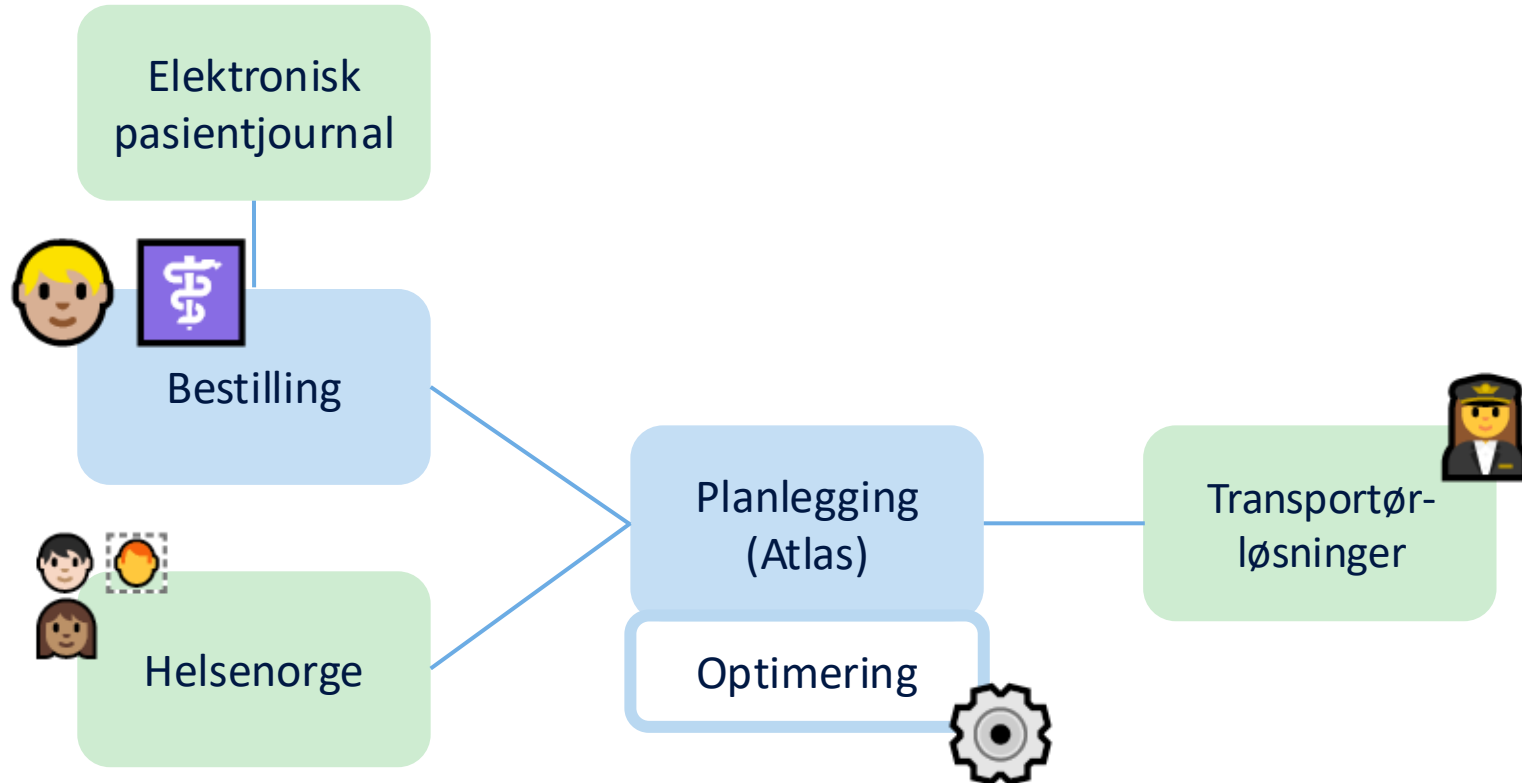 Elektronisk
pasientjournal
Bestilling
Helsenorge
Planlegging
(Atlas)
Optimering
Transportør-
løsninger